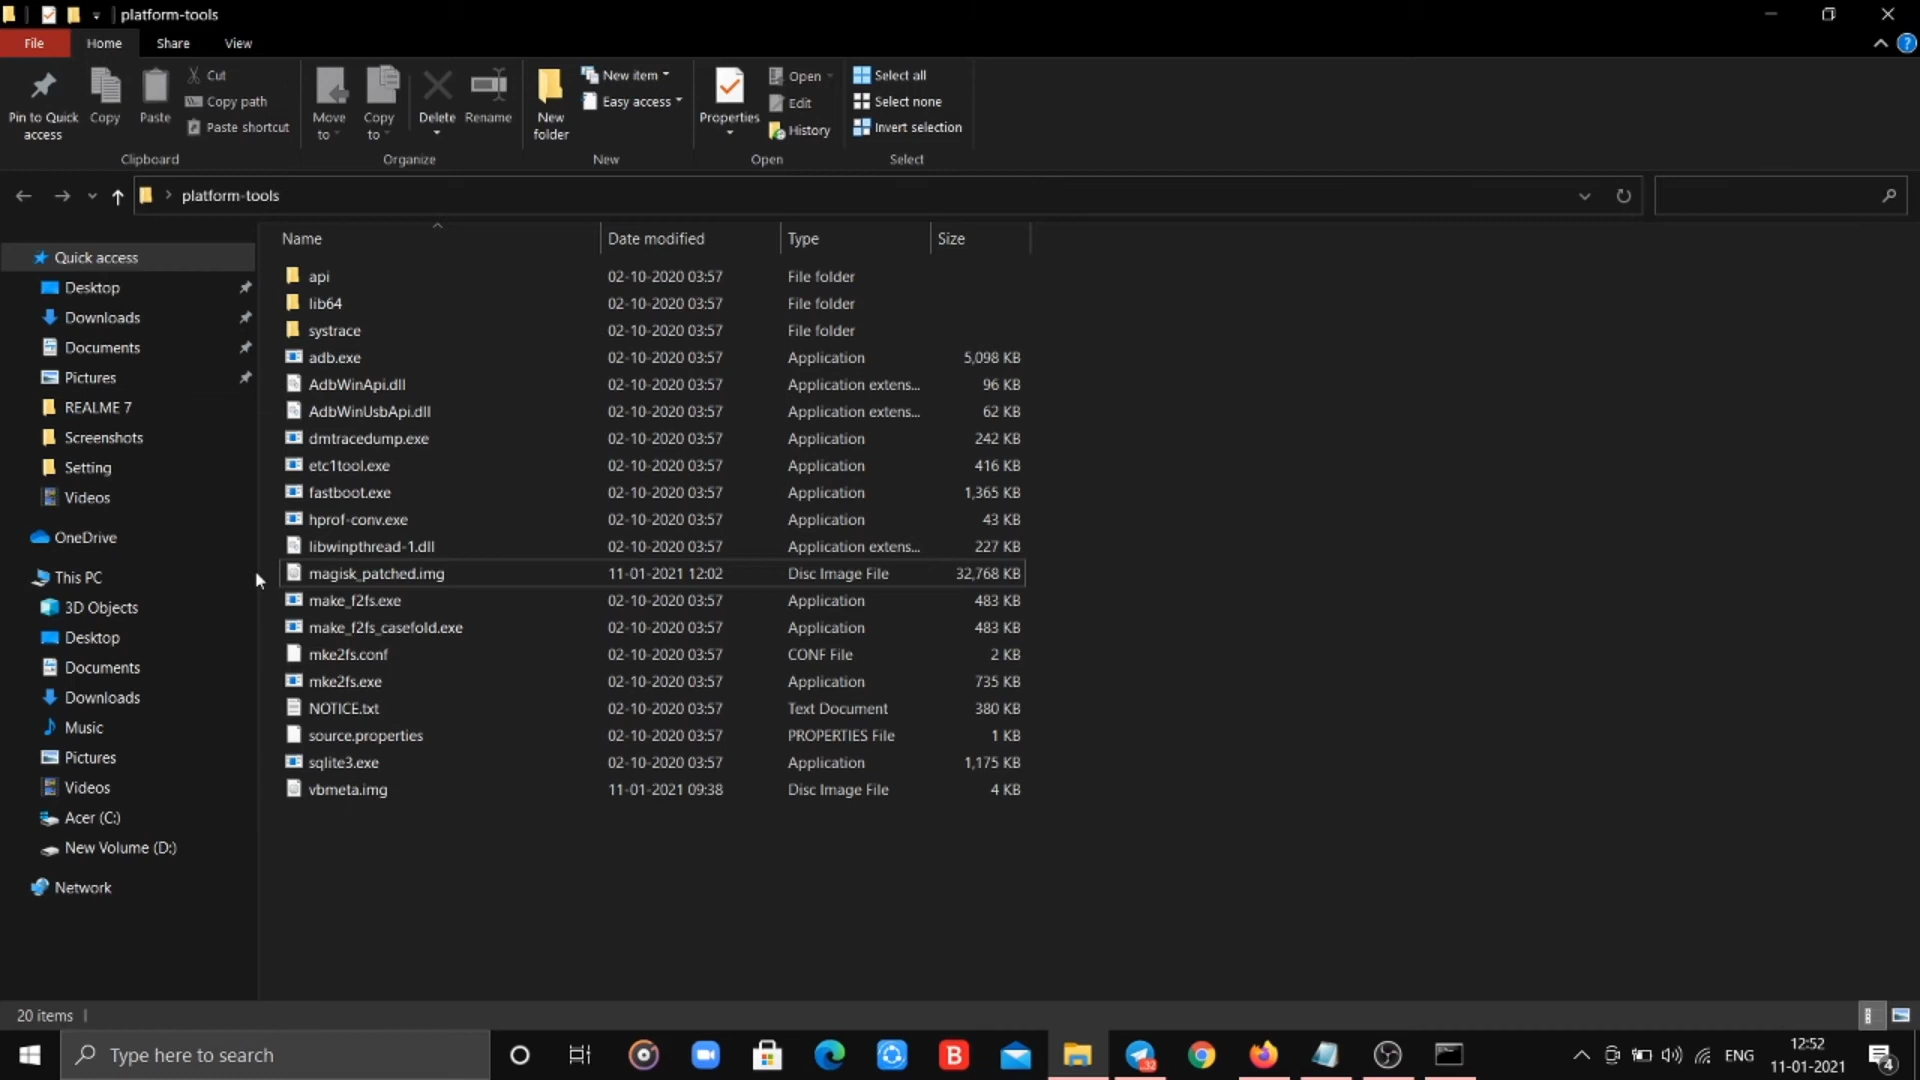 platform-tools
File Home Share View
Pin to Quick access
Copy
Paste
Cut
Copy path
Paste shortcut
Clipboard
Move to
Copy to
Delete
Rename
Organize
New folder
New item
Easy access
New
Properties
Open
Edit
History
Open
Select all
Select none
Invert selection
Select
platform-tools
Name Date modified Type Size
Quick access
Desktop
Downloads
Documents
Pictures
REALME 7
Screenshots
Setting
Videos
OneDrive
This PC
3D Objects
Desktop
Documents
Downloads
Music
Pictures
Videos
Acer (C:)
New Volume (D:)
Network
api 02-10-2020 03:57 File folder
lib64 02-10-2020 03:57 File folder
systrace 02-10-2020 03:57 File folder
adb.exe 02-10-2020 03:57 Application 5,098 KB
AdbWinApi.dll 02-10-2020 03:57 Application extens... 96 KB
AdbWinUsbApi.dll 02-10-2020 03:57 Application extens... 62 KB
dmtracedump.exe 02-10-2020 03:57 Application 242 KB
etc1tool.exe 02-10-2020 03:57 Application 416 KB
fastboot.exe 02-10-2020 03:57 Application 1,365 KB
hprof-conv.exe 02-10-2020 03:57 Application 43 KB
libwinpthread-1.dll 02-10-2020 03:57 Application extens... 227 KB
magisk_patched.img 11-01-2021 12:02 Disc Image File 32,768 KB
make_f2fs.exe 02-10-2020 03:57 Application 483 KB
make_f2fs_casefold.exe 02-10-2020 03:57 Application 483 KB
mke2fs.conf 02-10-2020 03:57 CONF File 2 KB
mke2fs.exe 02-10-2020 03:57 Application 735 KB
NOTICE.txt 02-10-2020 03:57 Text Document 380 KB
source.properties 02-10-2020 03:57 PROPERTIES File 1 KB
sqlite3.exe 02-10-2020 03:57 Application 1,175 KB
vbmeta.img 11-01-2021 09:38 Disc Image File 4 KB
20 items
Type here to search
B
32
ENG
12:52
11-01-2021
4